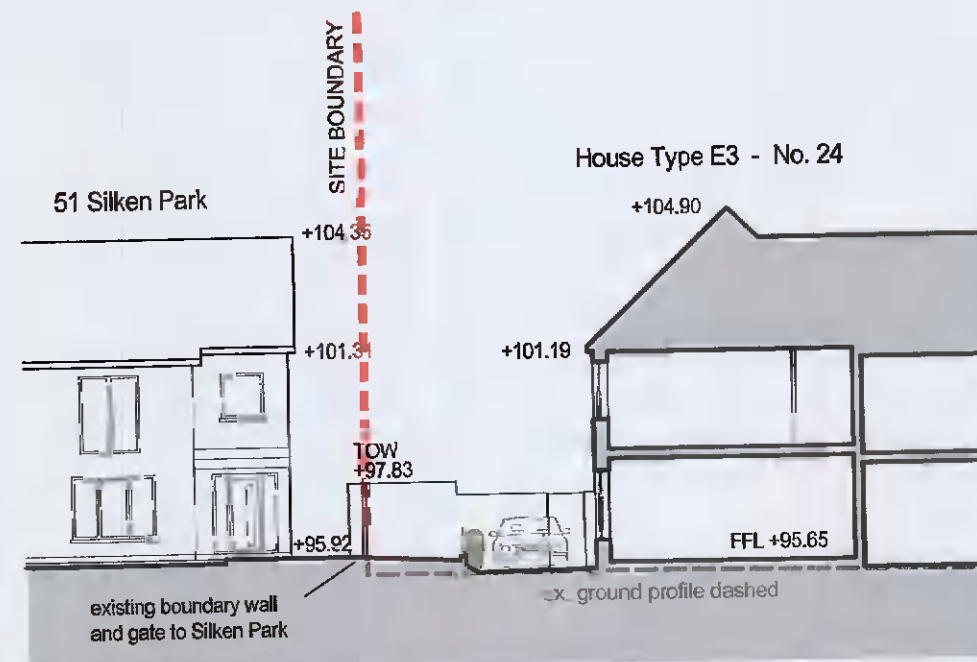 SITE BOUNDARY
House Type E3 - No. 24
51 Silken Park
+104.90
+104.35
+101.31
+101.19
TOW
+97.83
+95.92
FFL +95.65
ex. ground profile dashed
existing boundary wall
and gate to Silken Park